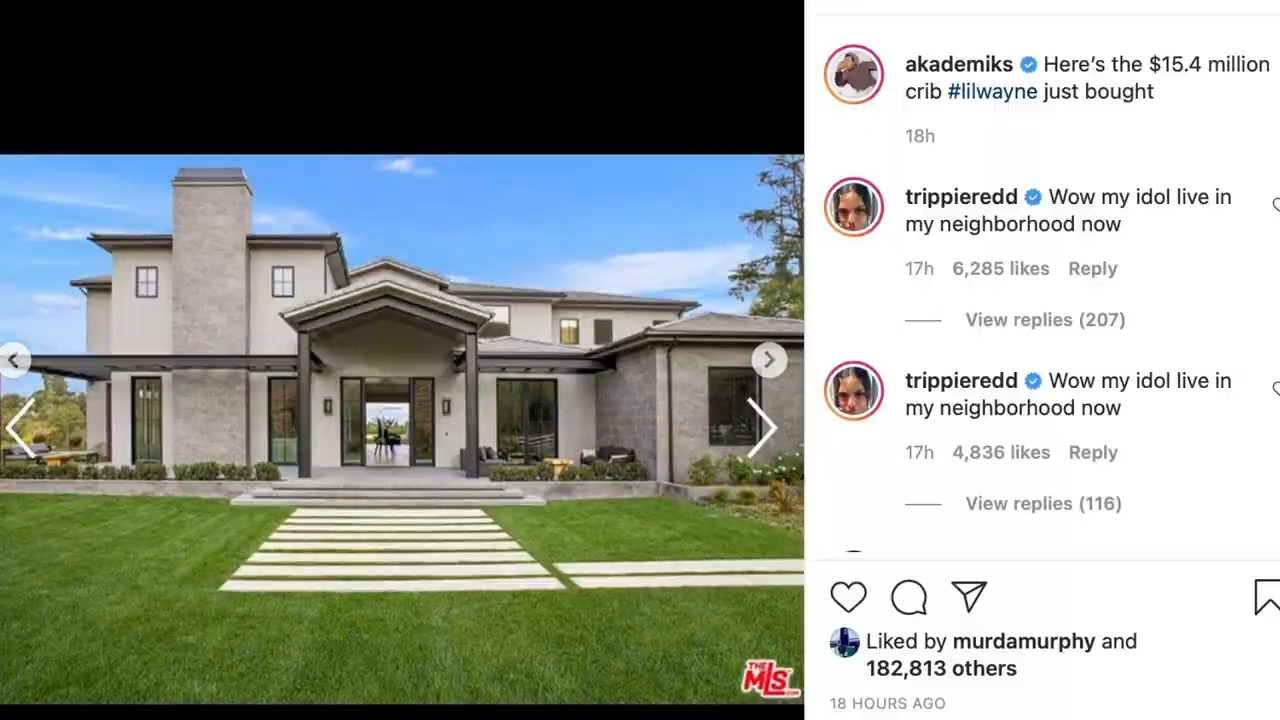 akademiks Here's the $15.4 million
crib #lilwayne just bought
18h
trippieredd Wow my idol live in
my neighborhood now
17h 6,285 likes Reply
View replies (207)
trippieredd Wow my idol live in
my neighborhood now
17h 4,836 likes Reply
View replies (116)
Liked by murdamurphy and
182,813 others
18 HOURS AGO
THE
MLS
.COM